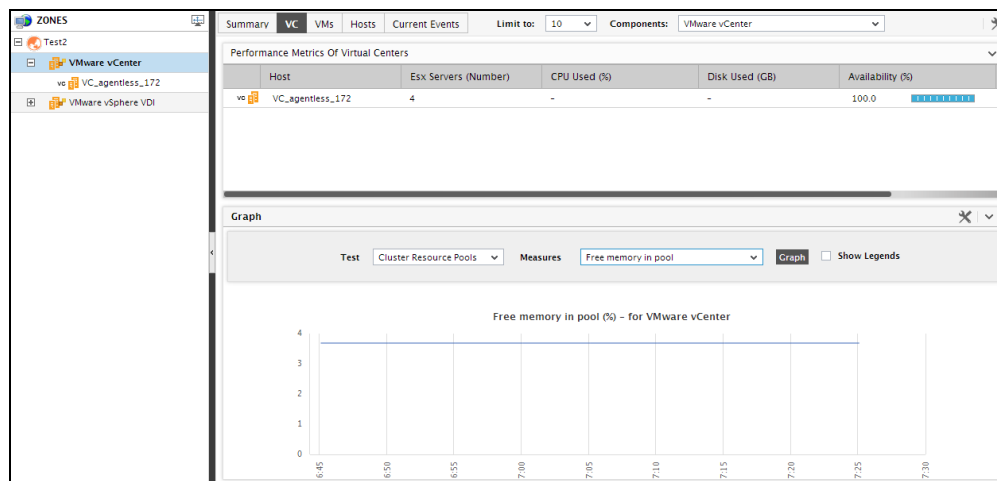 ZONES
Test2
VMware vCenter
vc VC_agentless_172
VMware vSphere VDI
Summary VC VMs Hosts Current Events Limit to: 10 Components: VMware vCenter
Performance Metrics Of Virtual Centers
Host Esx Servers (Number) CPU Used (%) Disk Used (GB) Availability (%)
vc VC_agentless_172 4 - - 100.0
Graph
Test Cluster Resource Pools Measures Free memory in pool Graph Show Legends
Free memory in pool (%) - for VMware vCenter
4
3
2
1
0
6:45 6:50 6:55 7:00 7:05 7:10 7:15 7:20 7:25 7:30